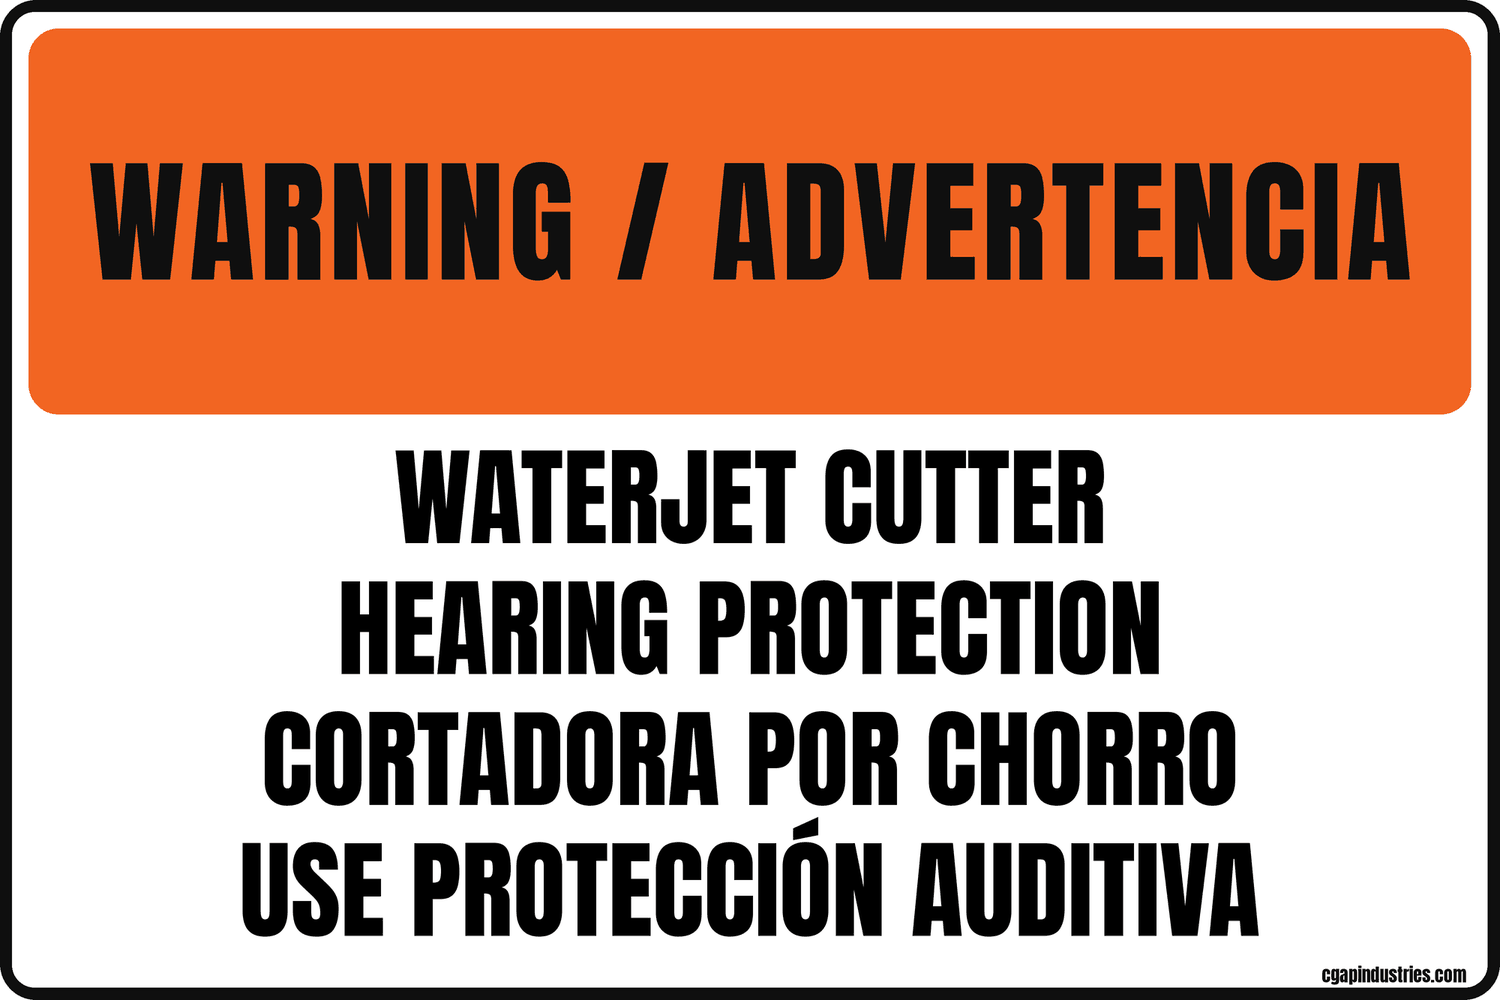 WARNING / ADVERTENCIA
WATERJET CUTTER
HEARING PROTECTION
CORTADORA POR CHORRO
USE PROTECCIÓN AUDITIVA
cgapindustries.com